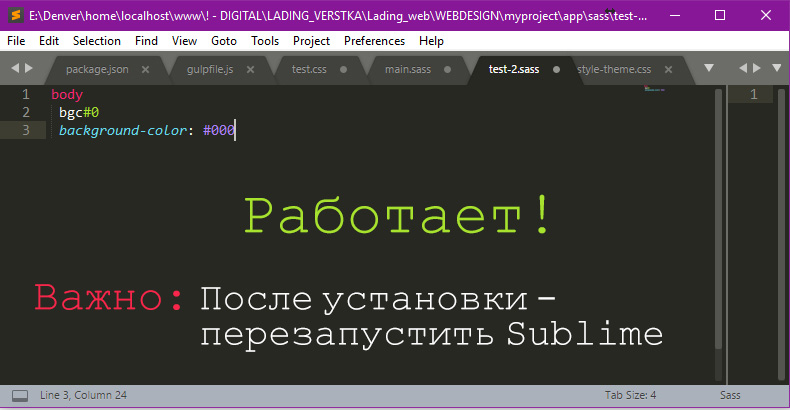 E:\Denver\home\localhost\www\! - DIGITAL\LADING_VERSTKA\Lading_web\WEBDESIGN\myproject\app\sass\test-...
File Edit Selection Find View Goto Tools Project Preferences Help
package.json gulpfile.js test.css main.sass test-2.sass style-theme.css
1 body 1
2 bgc#0
3 background-color: #000
Работает!
Важно: После установки -
перезапустить Sublime
Line 3, Column 24 Tab Size: 4 Sass